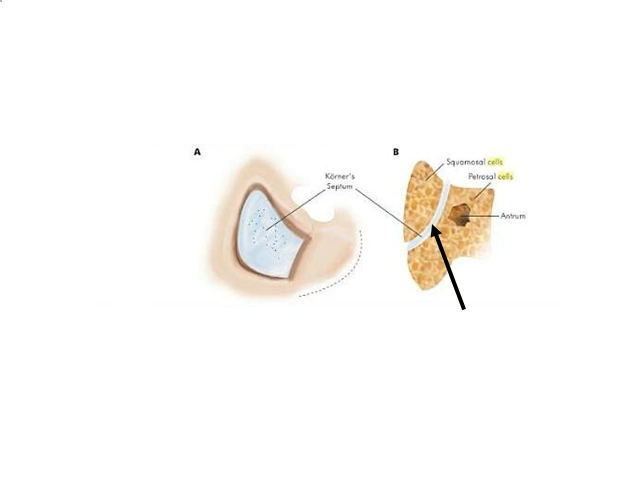 A
B
Squamosal cells
Petrosal cells
Körner's
Septum
Antrum